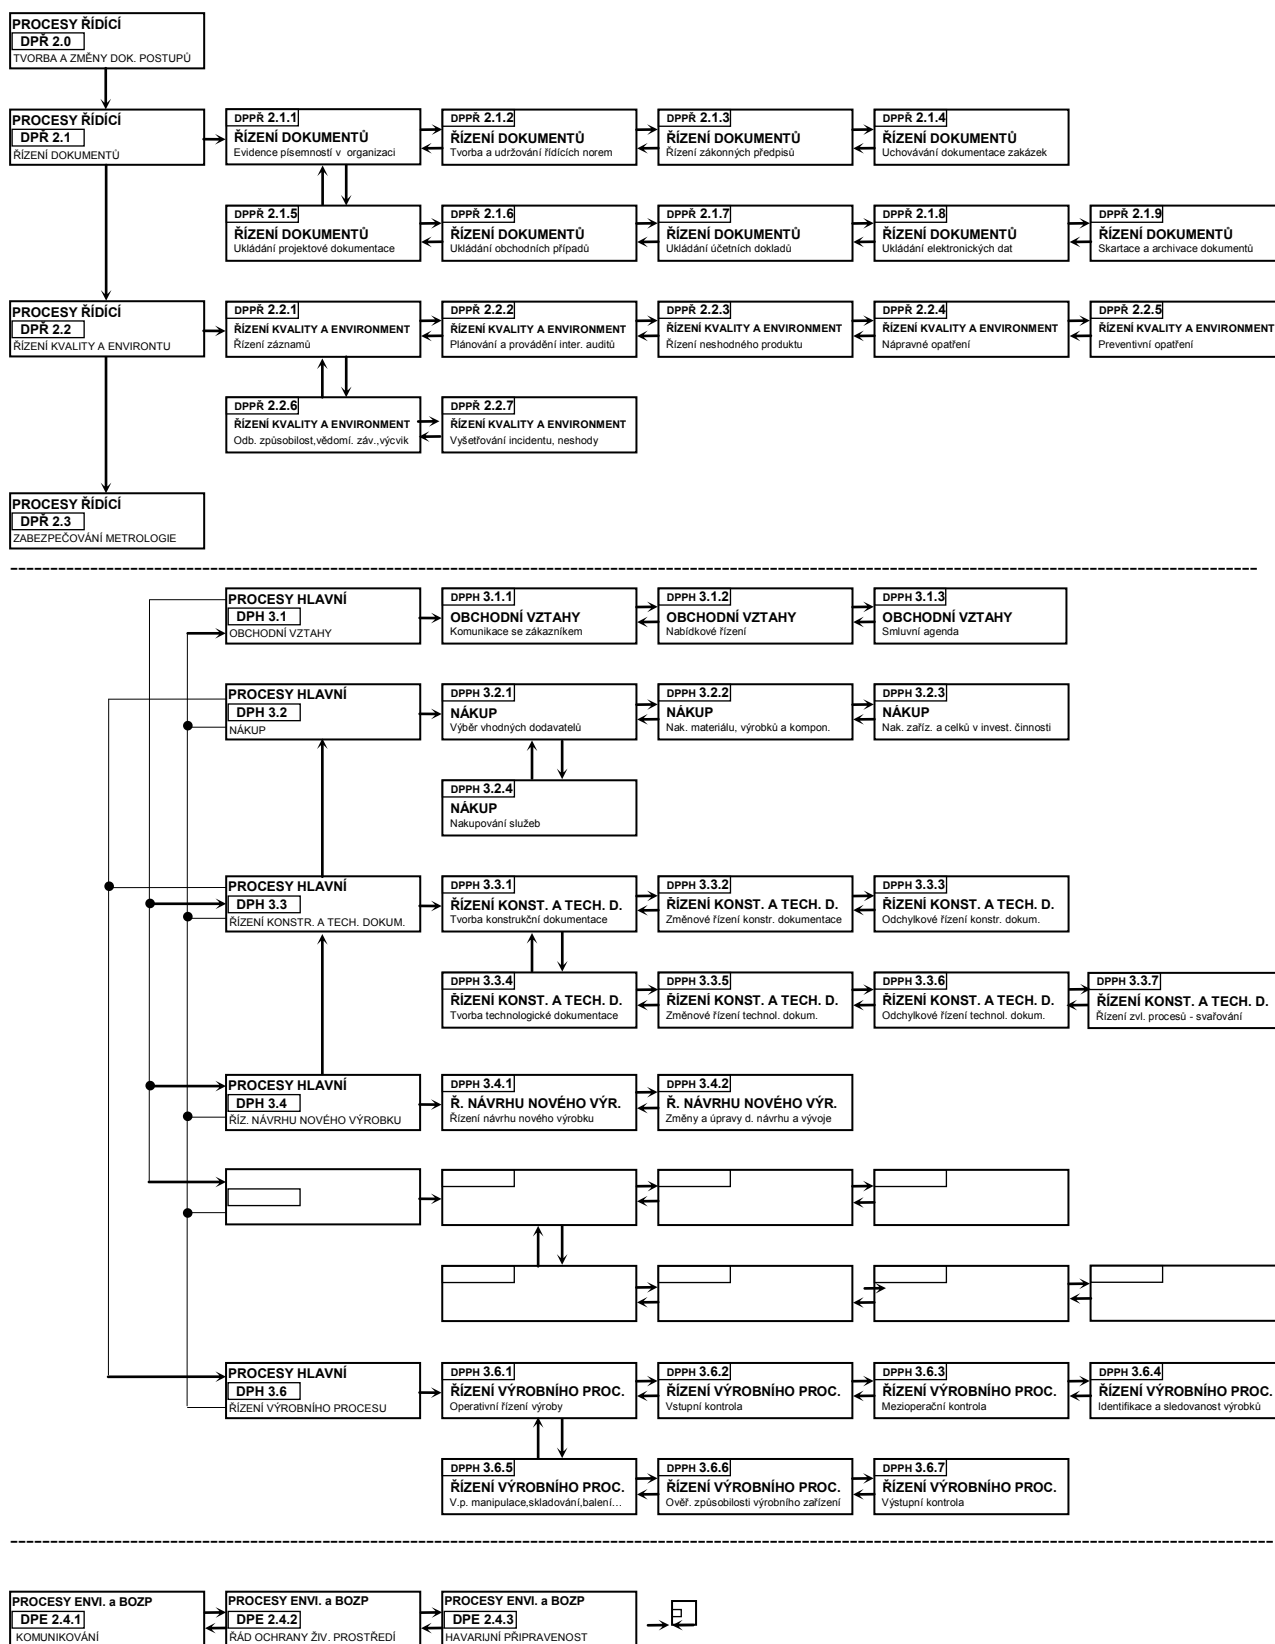 PROCESY ŘÍDÍCÍ
DPŘ 2.0
TVORBA A ZMĚNY DOK. POSTUPŮ
PROCESY ŘÍDÍCÍ
DPŘ 2.1
ŘÍZENÍ DOKUMENTŮ
DPPŘ 2.1.1
ŘÍZENÍ DOKUMENTŮ
Evidence písemností v organizaci
DPPŘ 2.1.2
ŘÍZENÍ DOKUMENTŮ
Tvorba a udržování řídících norem
DPPŘ 2.1.3
ŘÍZENÍ DOKUMENTŮ
Řízení zákonných předpisů
DPPŘ 2.1.4
ŘÍZENÍ DOKUMENTŮ
Uchovávání dokumentace zakázek
DPPŘ 2.1.5
ŘÍZENÍ DOKUMENTŮ
Ukládání projektové dokumentace
DPPŘ 2.1.6
ŘÍZENÍ DOKUMENTŮ
Ukládání obchodních případů
DPPŘ 2.1.7
ŘÍZENÍ DOKUMENTŮ
Ukládání účetních dokladů
DPPŘ 2.1.8
ŘÍZENÍ DOKUMENTŮ
Ukládání elektronických dat
DPPŘ 2.1.9
ŘÍZENÍ DOKUMENTŮ
Skartace a archivace dokumentů
PROCESY ŘÍDÍCÍ
DPŘ 2.2
ŘÍZENÍ KVALITY A ENVIRONTU
DPPŘ 2.2.1
ŘÍZENÍ KVALITY A ENVIRONMENT
Řízení záznamů
DPPŘ 2.2.2
ŘÍZENÍ KVALITY A ENVIRONMENT
Plánování a provádění inter. auditů
DPPŘ 2.2.3
ŘÍZENÍ KVALITY A ENVIRONMENT
Řízení neshodného produktu
DPPŘ 2.2.4
ŘÍZENÍ KVALITY A ENVIRONMENT
Nápravné opatření
DPPŘ 2.2.5
ŘÍZENÍ KVALITY A ENVIRONMENT
Preventivní opatření
DPPŘ 2.2.6
ŘÍZENÍ KVALITY A ENVIRONMENT
Odb. způsobilost,vědomí. záv.,výcvik
DPPŘ 2.2.7
ŘÍZENÍ KVALITY A ENVIRONMENT
Vyšetřování incidentu, neshody
PROCESY ŘÍDÍCÍ
DPŘ 2.3
ZABEZPEČOVÁNÍ METROLOGIE
PROCESY HLAVNÍ
DPH 3.1
OBCHODNÍ VZTAHY
DPPH 3.1.1
OBCHODNÍ VZTAHY
Komunikace se zákazníkem
DPPH 3.1.2
OBCHODNÍ VZTAHY
Nabídkové řízení
DPPH 3.1.3
OBCHODNÍ VZTAHY
Smluvní agenda
PROCESY HLAVNÍ
DPH 3.2
NÁKUP
DPPH 3.2.1
NÁKUP
Výběr vhodných dodavatelů
DPPH 3.2.2
NÁKUP
Nak. materiálu, výrobků a kompon.
DPPH 3.2.3
NÁKUP
Nak. zaříz. a celků v invest. činnosti
DPPH 3.2.4
NÁKUP
Nakupování služeb
PROCESY HLAVNÍ
DPH 3.3
ŘÍZENÍ KONSTR. A TECH. DOKUM.
DPPH 3.3.1
ŘÍZENÍ KONST. A TECH. D.
Tvorba konstrukční dokumentace
DPPH 3.3.2
ŘÍZENÍ KONST. A TECH. D.
Změnové řízení konstr. dokumentace
DPPH 3.3.3
ŘÍZENÍ KONST. A TECH. D.
Odchylkové řízení konstr. dokum.
DPPH 3.3.4
ŘÍZENÍ KONST. A TECH. D.
Tvorba technologické dokumentace
DPPH 3.3.5
ŘÍZENÍ KONST. A TECH. D.
Změnové řízení technol. dokum.
DPPH 3.3.6
ŘÍZENÍ KONST. A TECH. D.
Odchylkové řízení technol. dokum.
DPPH 3.3.7
ŘÍZENÍ KONST. A TECH. D.
Řízení zvl. procesů - svařování
PROCESY HLAVNÍ
DPH 3.4
ŘÍZ. NÁVRHU NOVÉHO VÝROBKU
DPPH 3.4.1
Ř. NÁVRHU NOVÉHO VÝR.
Řízení návrhu nového výrobku
DPPH 3.4.2
Ř. NÁVRHU NOVÉHO VÝR.
Změny a úpravy d. návrhu a vývoje
PROCESY HLAVNÍ
DPH 3.6
ŘÍZENÍ VÝROBNÍHO PROCESU
DPPH 3.6.1
ŘÍZENÍ VÝROBNÍHO PROC.
Operativní řízení výroby
DPPH 3.6.2
ŘÍZENÍ VÝROBNÍHO PROC.
Vstupní kontrola
DPPH 3.6.3
ŘÍZENÍ VÝROBNÍHO PROC.
Mezioperační kontrola
DPPH 3.6.4
ŘÍZENÍ VÝROBNÍHO PROC.
Identifikace a sledovanost výrobků
DPPH 3.6.5
ŘÍZENÍ VÝROBNÍHO PROC.
V.p. manipulace,skladování,balení...
DPPH 3.6.6
ŘÍZENÍ VÝROBNÍHO PROC.
Ověř. způsobilosti výrobního zařízení
DPPH 3.6.7
ŘÍZENÍ VÝROBNÍHO PROC.
Výstupní kontrola
PROCESY ENVI. a BOZP
DPE 2.4.1
KOMUNIKOVÁNÍ
PROCESY ENVI. a BOZP
DPE 2.4.2
ŘÁD OCHRANY ŽIV. PROSTŘEDÍ
PROCESY ENVI. a BOZP
DPE 2.4.3
HAVARIJNÍ PŘIPRAVENOST